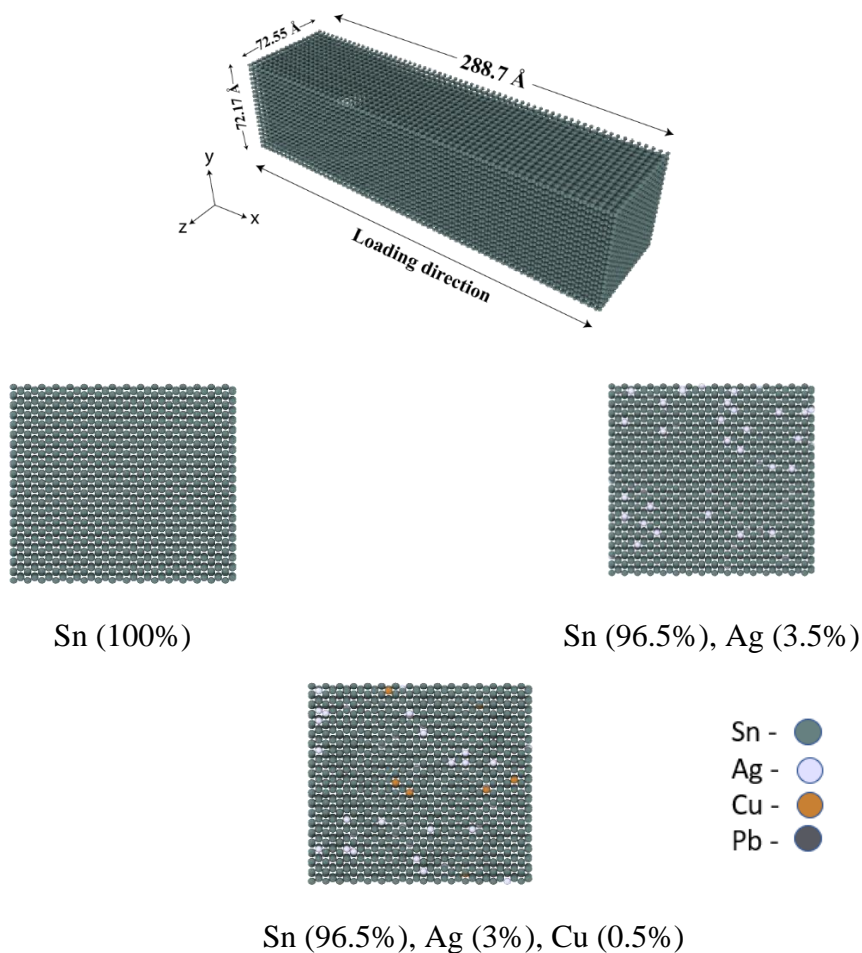 72.55 Å
288.7 Å
72.17 Å
y
z
x
Loading direction
Sn (100%)
Sn (96.5%), Ag (3.5%)
Sn -
Ag -
Cu -
Pb -
Sn (96.5%), Ag (3%), Cu (0.5%)